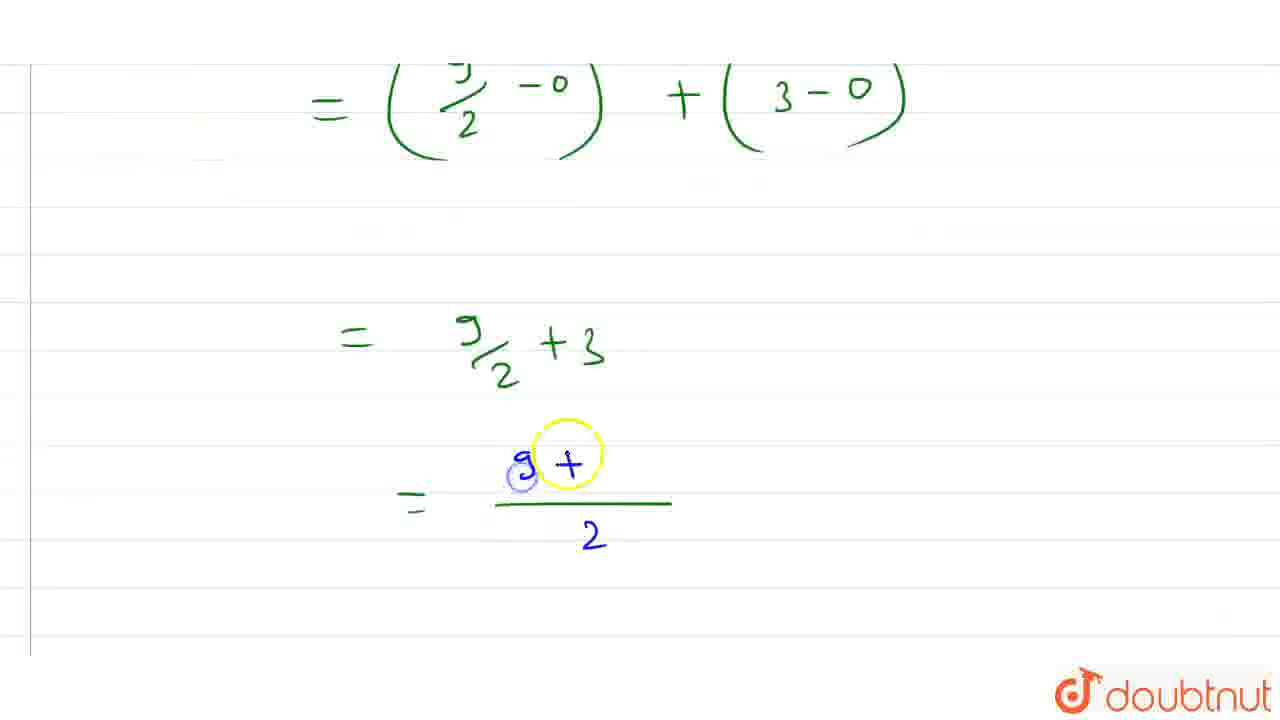 = (9/2 - 0) + (3 - 0)
= 9/2 + 3
= 9 +
2
doubtnut